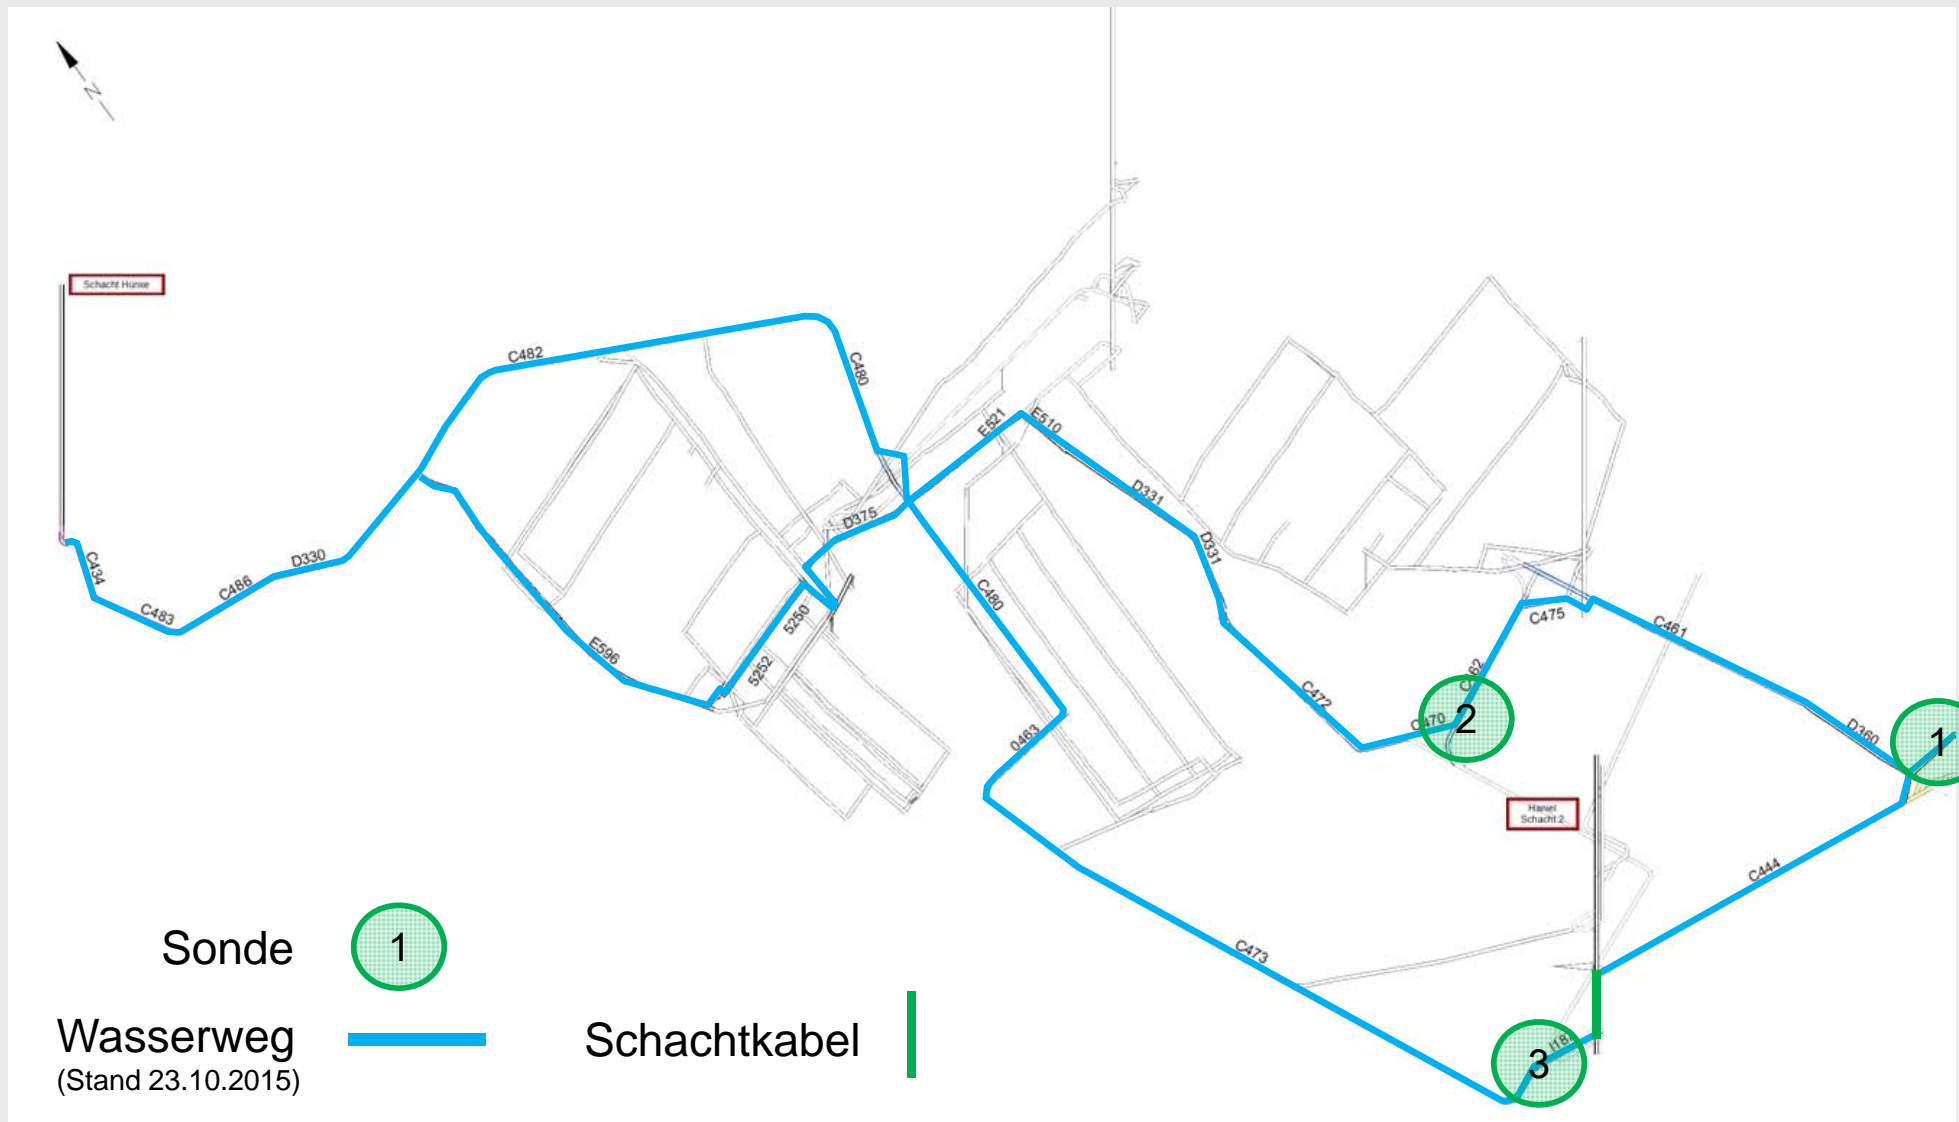 N
Schacht Hünxe
C482
C480
E521
E510
D331
D375
D331
C434
C483
C486
D330
E596
5250
5252
C480
0463
C472
C470
2
C475
C461
D360
1
Haniel
Schacht 2
C444
C473
3
Sonde
1
Wasserweg
(Stand 23.10.2015)
Schachtkabel